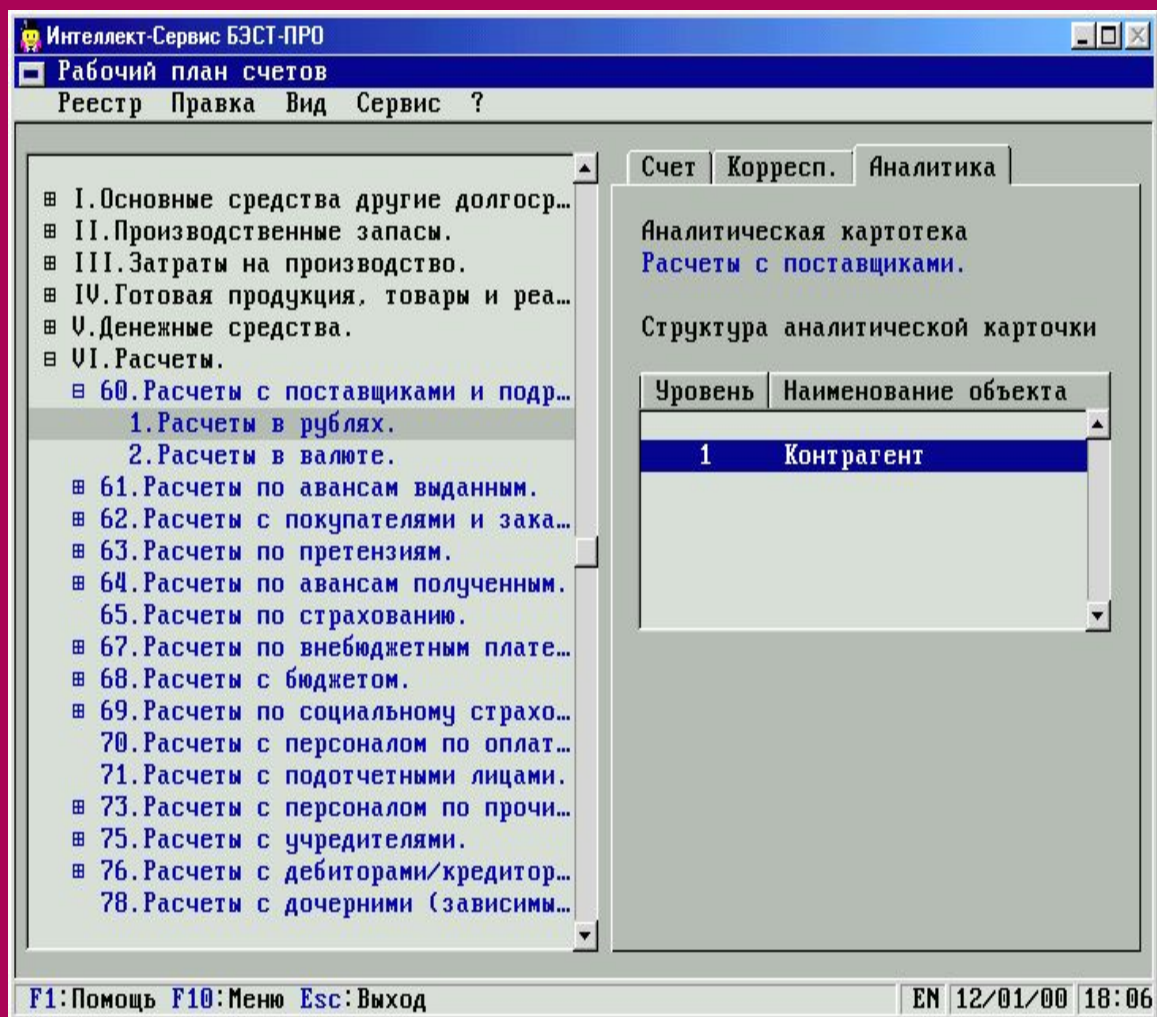 Интеллект-Сервис БЭСТ-ПРО
Рабочий план счетов
Реестр Правка Вид Сервис ?
I.Основные средства другие долгоср…
II.Производственные запасы.
III.Затраты на производство.
IV.Готовая продукция, товары и реа…
V.Денежные средства.
VI.Расчеты.
60.Расчеты с поставщиками и подр…
1.Расчеты в рублях.
2.Расчеты в валюте.
61.Расчеты по авансам выданным.
62.Расчеты с покупателями и зака…
63.Расчеты по претензиям.
64.Расчеты по авансам полученным.
65.Расчеты по страхованию.
67.Расчеты по внебюджетным плате…
68.Расчеты с бюджетом.
69.Расчеты по социальному страхо…
70.Расчеты с персоналом по оплат…
71.Расчеты с подотчетными лицами.
73.Расчеты с персоналом по прочи…
75.Расчеты с учредителями.
76.Расчеты с дебиторами/кредитор…
78.Расчеты с дочерними (зависимы…
Счет Корресп. Аналитика
Аналитическая картотека
Расчеты с поставщиками.
Структура аналитической карточки
Уровень Наименование объекта
1 Контрагент
F1:Помощь F10:Меню Esc:Выход
EN 12/01/00 18:06